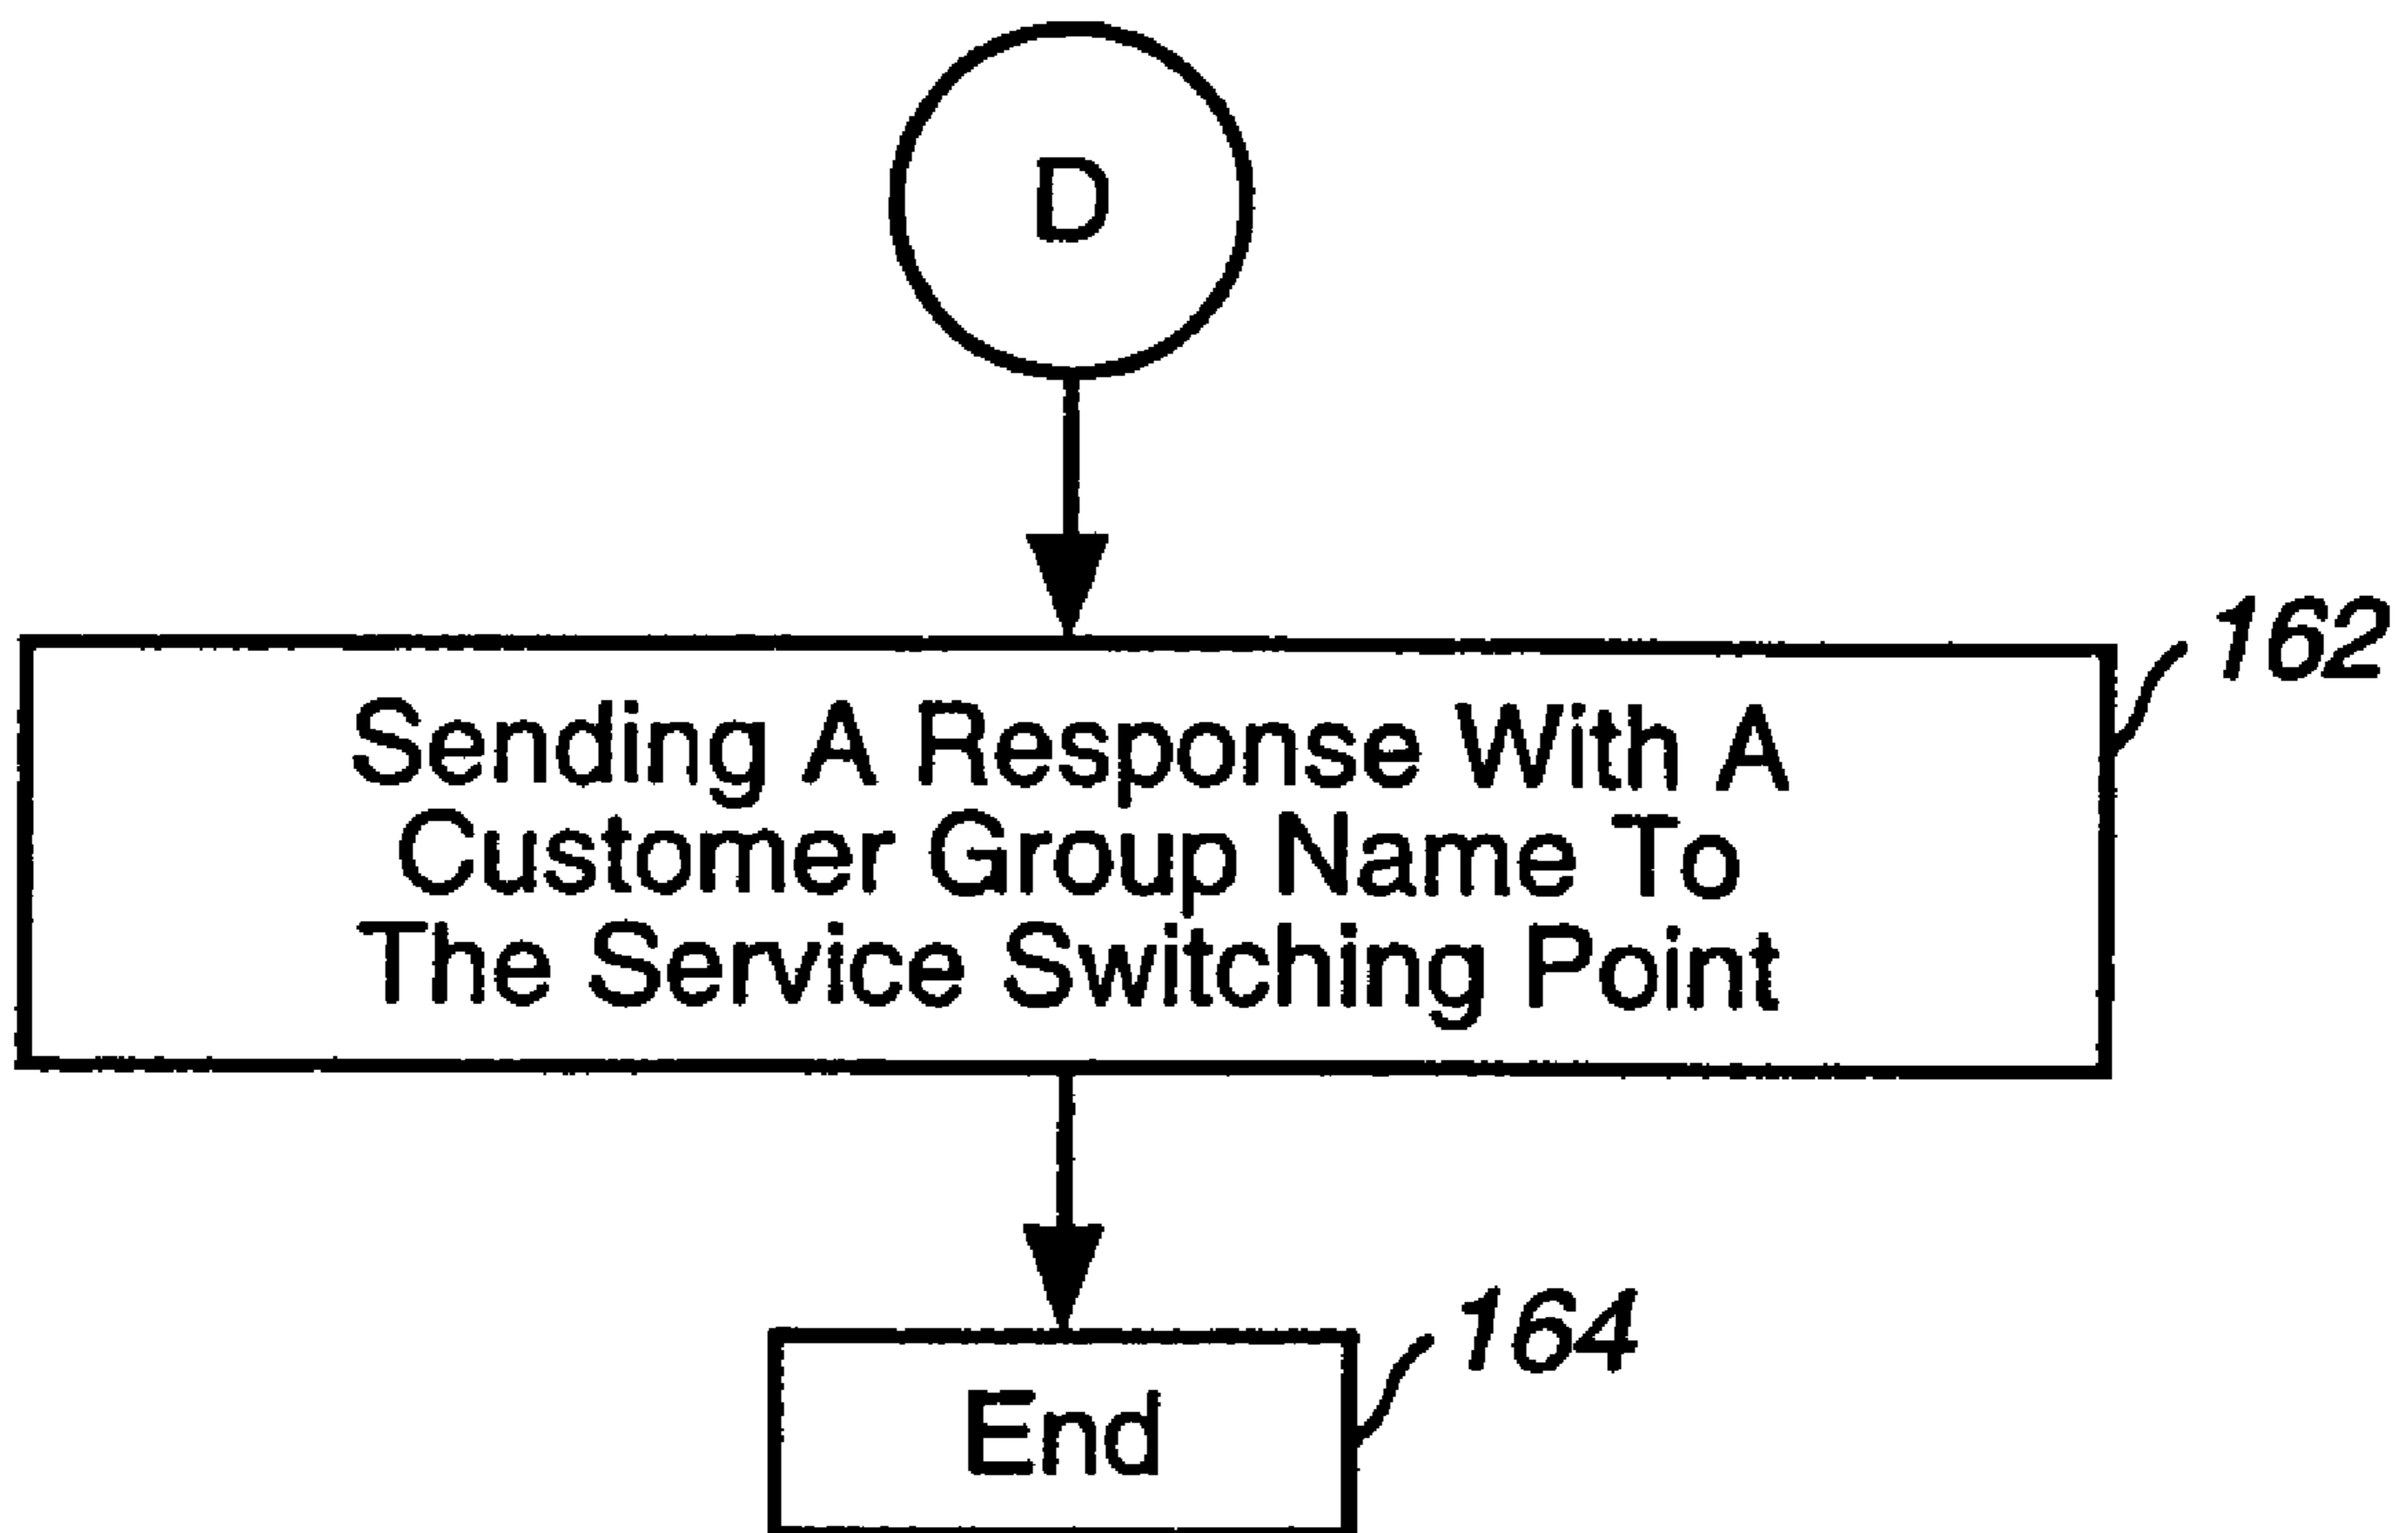 D
162
Sending A Response With A
Customer Group Name To
The Service Switching Point
164
End